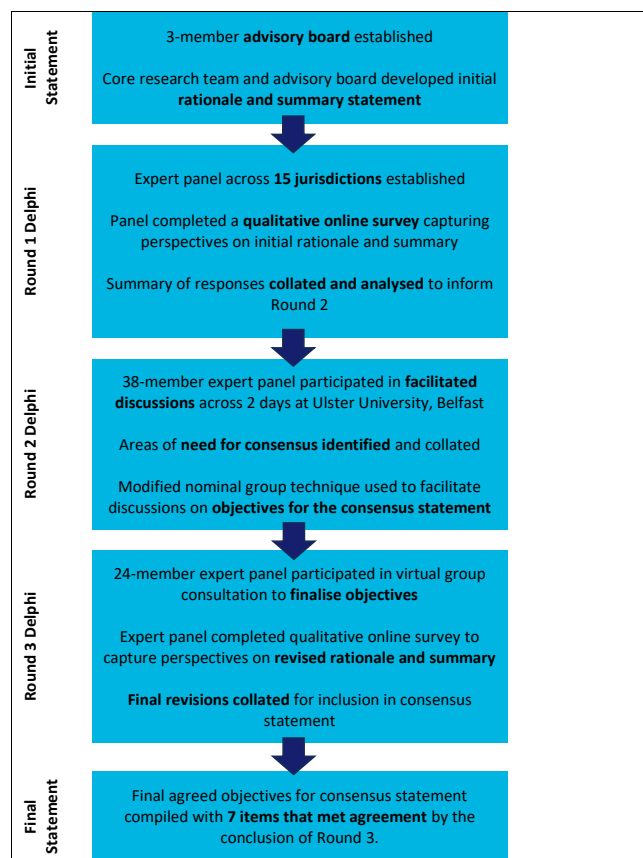 Initial
Statement
3-member advisory board established
Core research team and advisory board developed initial
rationale and summary statement
Round 1 Delphi
Expert panel across 15 jurisdictions established
Panel completed a qualitative online survey capturing
perspectives on initial rationale and summary
Summary of responses collated and analysed to inform
Round 2
Round 2 Delphi
38-member expert panel participated in facilitated
discussions across 2 days at Ulster University, Belfast
Areas of need for consensus identified and collated
Modified nominal group technique used to facilitate
discussions on objectives for the consensus statement
Round 3 Delphi
24-member expert panel participated in virtual group
consultation to finalise objectives
Expert panel completed qualitative online survey to
capture perspectives on revised rationale and summary
Final revisions collated for inclusion in consensus
statement
Final
Statement
Final agreed objectives for consensus statement
compiled with 7 items that met agreement by the
conclusion of Round 3.